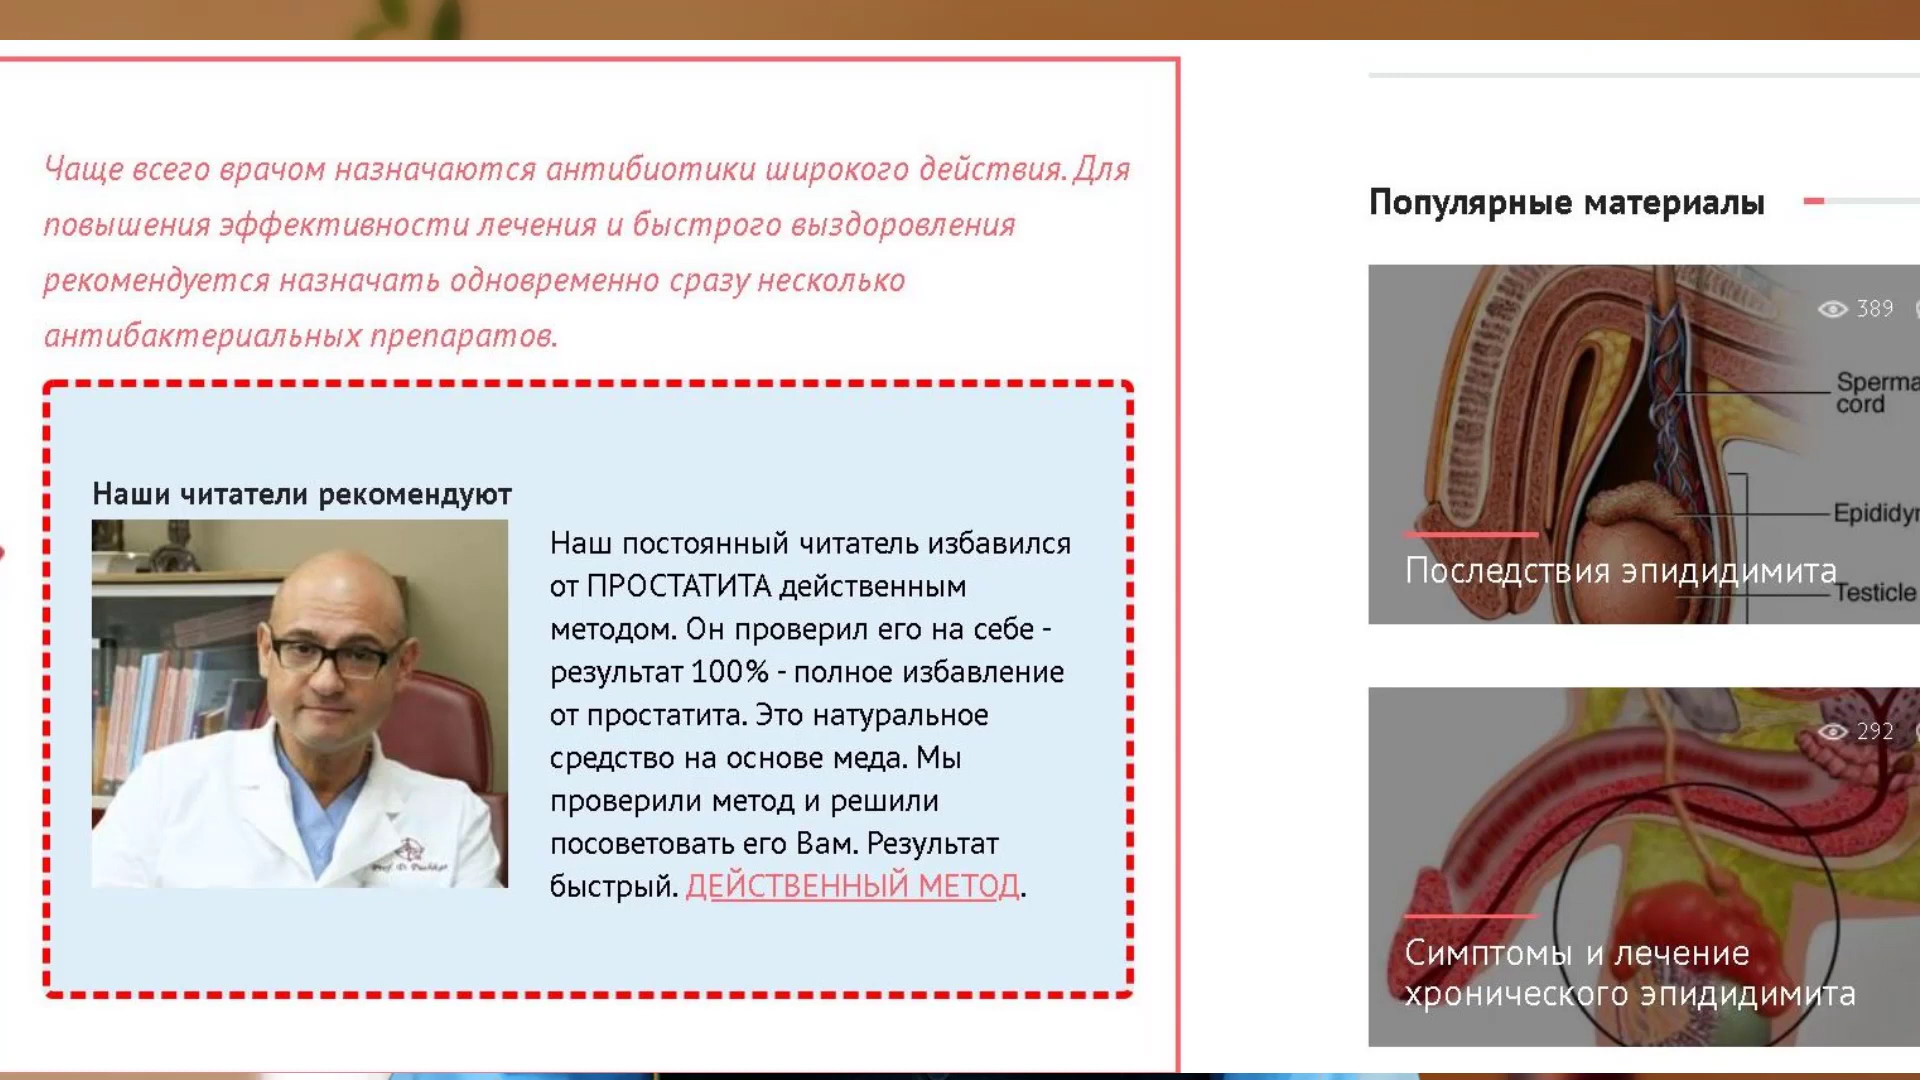 Чаще всего врачом назначаются антибиотики широкого действия. Для
повышения эффективности лечения и быстрого выздоровления
рекомендуется назначать одновременно сразу несколько
антибактериальных препаратов.
Наши читатели рекомендуют
Наш постоянный читатель избавился
от ПРОСТАТИТА действенным
методом. Он проверил его на себе -
результат 100% - полное избавление
от простатита. Это натуральное
средство на основе меда. Мы
проверили метод и решили
посоветовать его Вам. Результат
быстрый. ДЕЙСТВЕННЫЙ МЕТОД.
Популярные материалы
389
Sperma
cord
Epididy
Последствия эпидидимита
Testicle
292
Симптомы и лечение
хронического эпидидимита